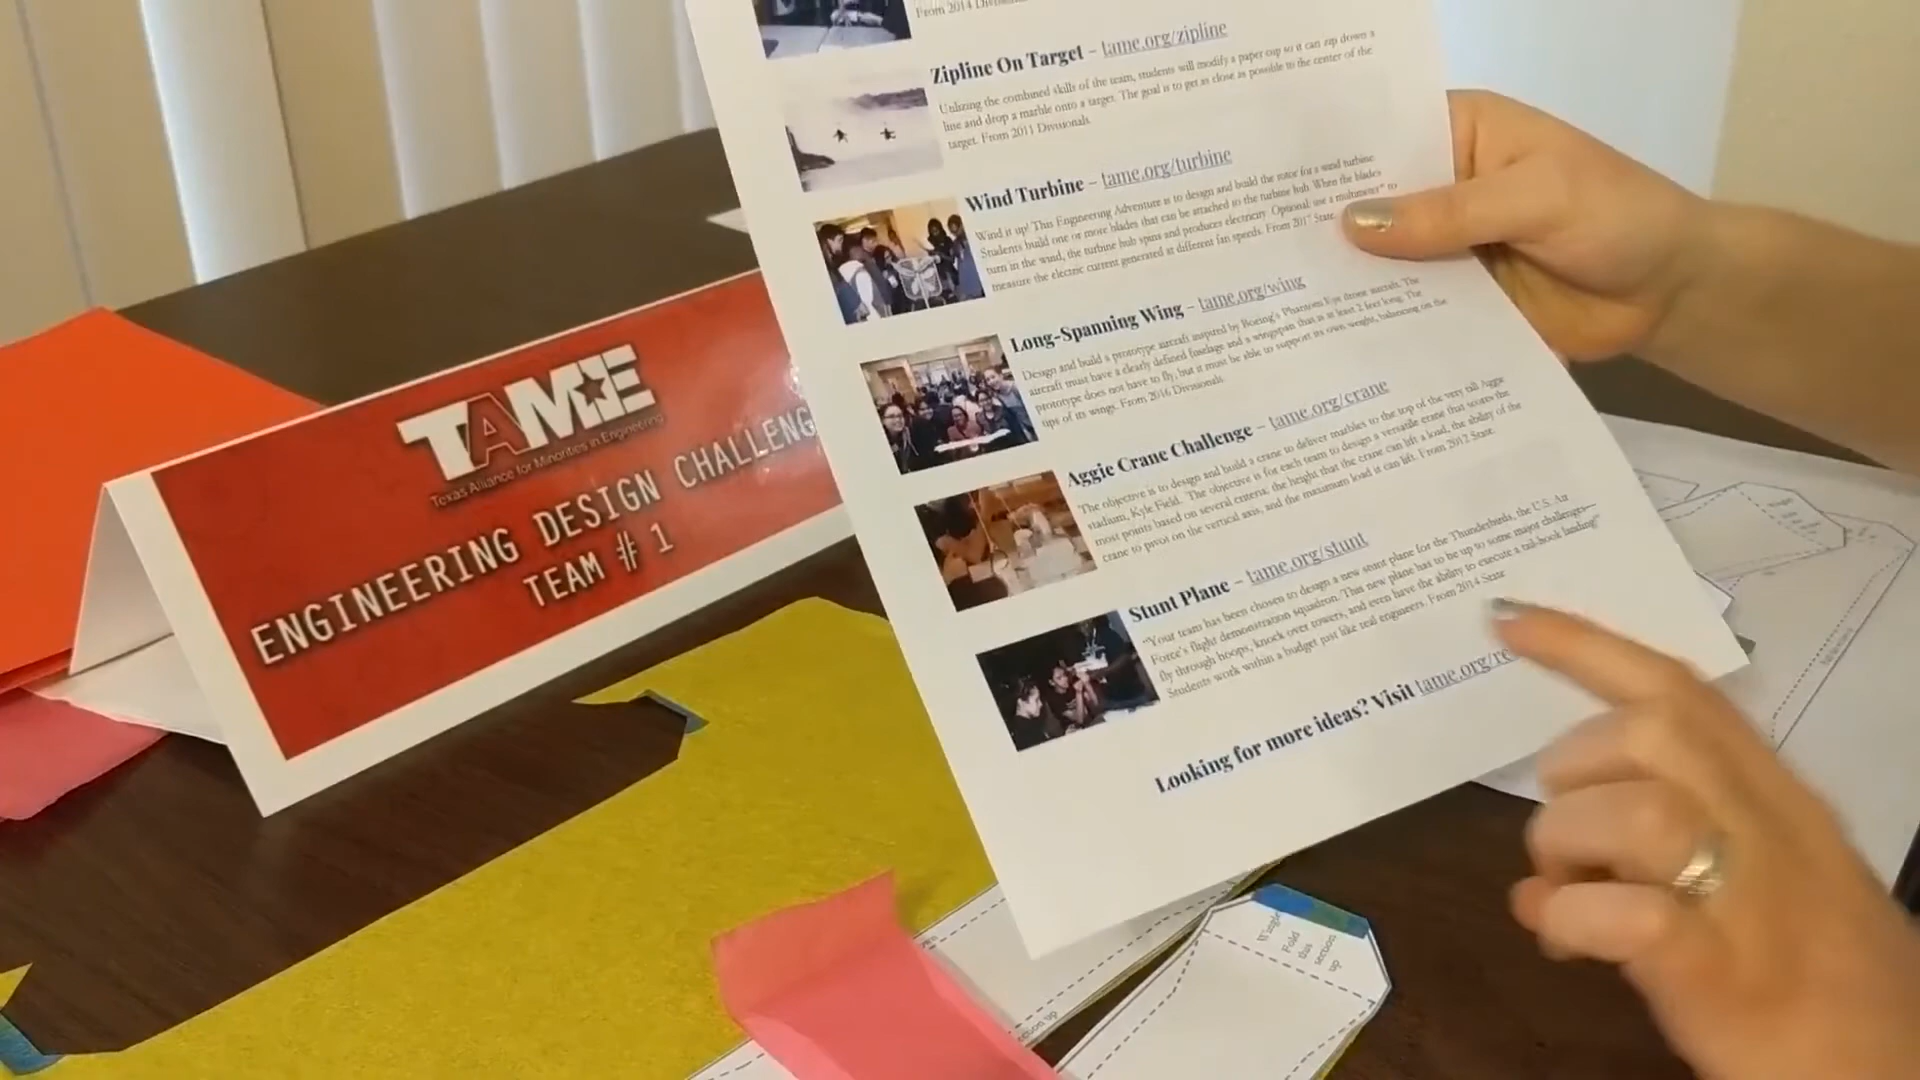 From 2014
Zipline On Target – tame.org/zipline
Utilizing the combined skills of the team, students will modify a paper cup so it can zip down a
line and drop a marble onto a target. The goal is to get as close as possible to the center of the
target. From 2011 Divisionals.
Wind Turbine – tame.org/turbine
Wind it up! This Engineering Adventure is to design and build the rotor for a wind turbine.
Students build one or more blades that can be attached to the turbine hub. When the blades
turn in the wind, the turbine hub spins and produces electricity. Optional: use a multimeter to
measure the electric current generated at different fan speeds. From 2017 State.
Long-Spanning Wing – tame.org/wing
Design and build a prototype aircraft inspired by Boeing's Phantom Eye drone aircraft. The
aircraft must have a clearly defined fuselage and a wingspan that is at least 2 feet long. The
prototype does not have to fly, but it must be able to support its own weight, balancing on the
tips of its wings. From 2016 Divisionals.
Aggie Crane Challenge – tame.org/crane
The objective is to design and build a crane to deliver marbles to the top of the very tall Aggie
stadium, Kyle Field. The objective is for each team to design a versatile crane that scores the
most points based on several criteria: the height that the crane can lift a load, the ability of the
crane to pivot on the vertical axis, and the maximum load it can lift. From 2012 State.
Stunt Plane – tame.org/stunt
"Your team has been chosen to design a new stunt plane for the Thunderbirds, the U.S. Air
Force's flight demonstration squadron. This new plane has to be up to some major challenges—
fly through hoops, knock over towers, and even have the ability to execute a tail-hook landing!"
Students work within a budget just like real engineers. From 2014 State.
Looking for more ideas? Visit tame.org/re
TAME
Texas Alliance for Minorities in Engineering
ENGINEERING DESIGN CHALLENG
TEAM # 1
Fold
this
section
up